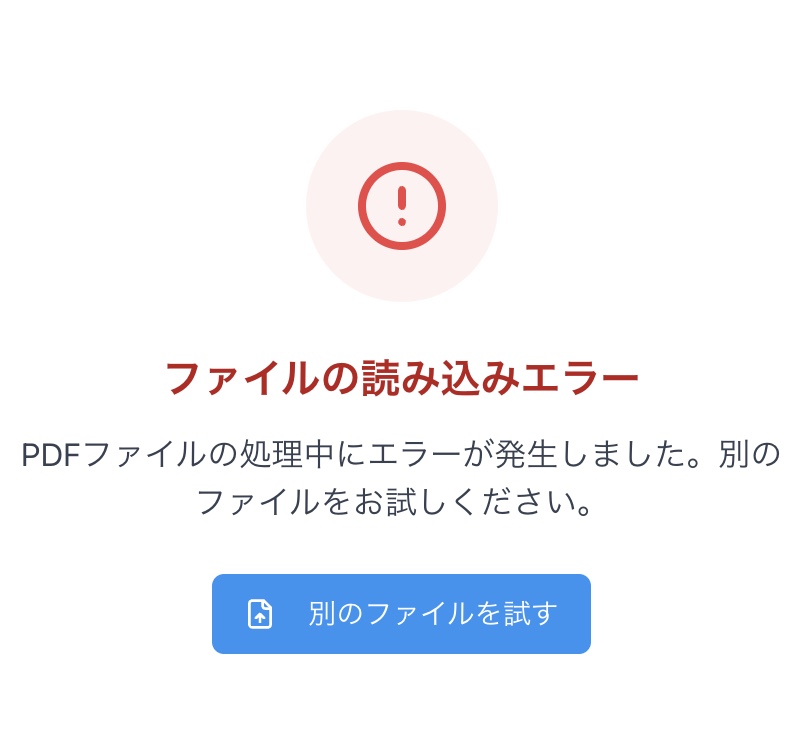 ファイルの読み込みエラー
PDFファイルの処理中にエラーが発生しました。別の
ファイルをお試しください。
別のファイルを試す